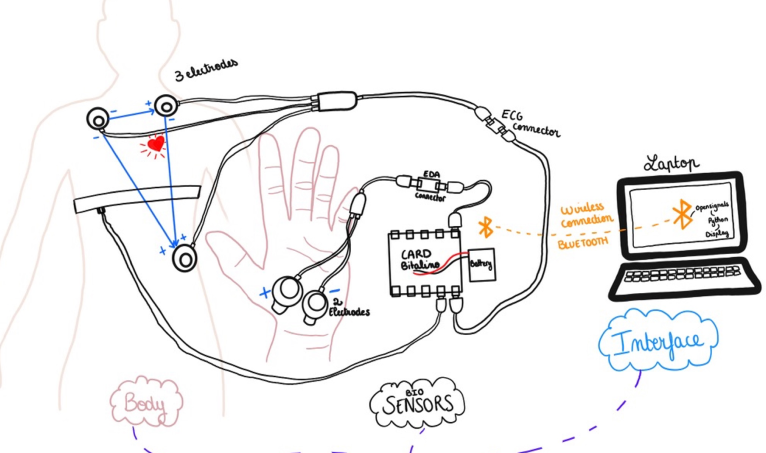 3 electrodes
- + -
- +
+
ECG
connector
EDA
connector
Laptop
Wireless
connection
BLUETOOTH
Opensignals
Python
Display
CARD
Bitalino
Battery
+ -
2
Electrodes
Interface
Body
BIO
SENSORS